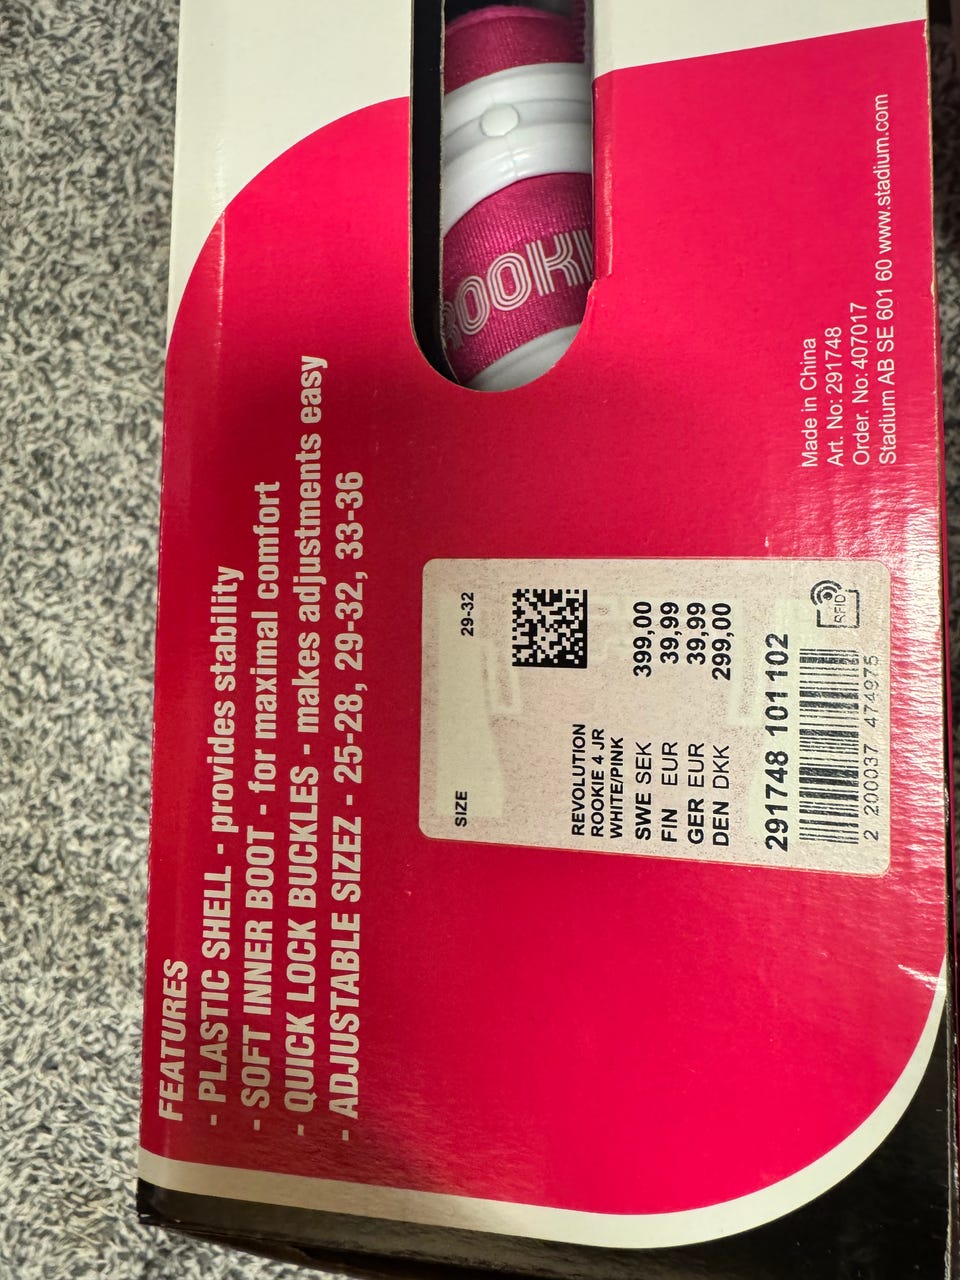 FEATURES
- PLASTIC SHELL - provides stability
- SOFT INNER BOOT - for maximal comfort
- QUICK LOCK BUCKLES - makes adjustments easy
- ADJUSTABLE SIZEZ - 25-28, 29-32, 33-36
SIZE 29-32
REVOLUTION
ROOKIE 4 JR
WHITE/PINK
SWE SEK 399,00
FIN EUR 39,99
GER EUR 39,99
DEN DKK 299,00
291748 101 102
2 200037 474975
RFID
ROOKI
Made in China
Art. No: 291748
Order. No: 407017
Stadium AB SE 601 60 www.stadium.com